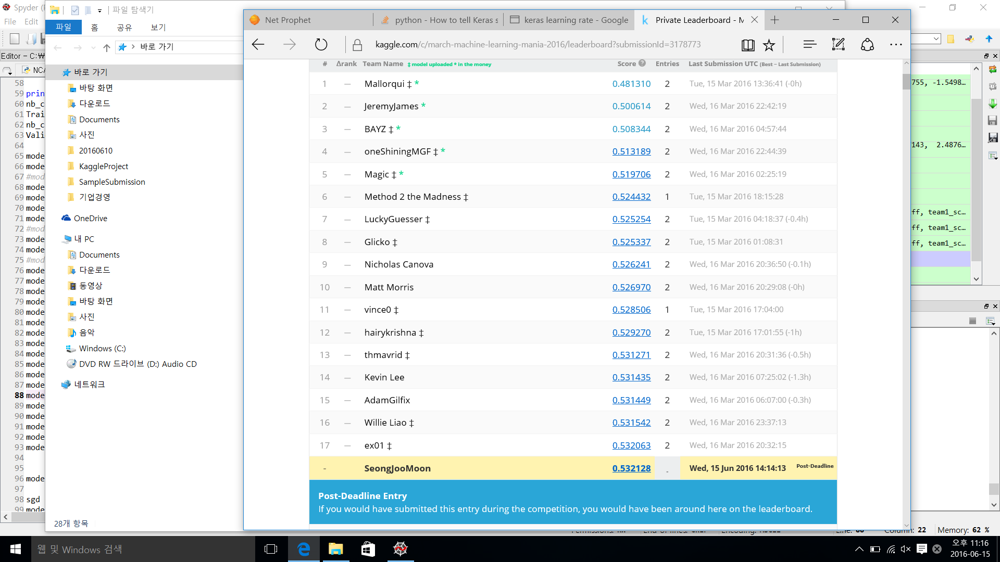 Spyder (P
File Edit
Editor - C:₩
NCA
58
59 prin
60 nb_c
61 Trai
62 nb_c
63 Vali
64
65 mode
66 mode
67 #mod
68 mode
69 mode
70 mode
71 mode
72 #mod
73 mode
74 mode
75 #mod
76 mode
77 mode
78 mode
79 mode
80 mode
81 mode
82 mode
83 mode
84 mode
85 mode
86 mode
87 mode
88 mode
89 mode
90 mode
91 mode
92 mode
93 mode
94
95
96 mode
97
98 sgd
99 mode
파일 탐색기
파일 홈 공유 보기
바로 가기
바로 가기
바탕 화면
다운로드
Documents
사진
20160610
KaggleProject
SampleSubmission
기업경영
OneDrive
내 PC
Documents
다운로드
동영상
바탕 화면
사진
음악
Windows (C:)
DVD RW 드라이브 (D:) Audio CD
네트워크
28개 항목
Net Prophet
python - How to tell Keras s
keras learning rate - Google
Private Leaderboard - M
kaggle.com/c/march-machine-learning-mania-2016/leaderboard?submissionId=3178773
# Δrank Team Name ‡ model uploaded * in the money Score Entries Last Submission UTC (Best − Last Submission)
1 — Mallorqui ‡ * 0.481310 2 Tue, 15 Mar 2016 13:36:41 (-0h)
2 — JeremyJames * 0.500614 2 Wed, 16 Mar 2016 22:42:19
3 — BAYZ ‡ * 0.508344 2 Wed, 16 Mar 2016 04:57:44
4 — oneShiningMGF ‡ * 0.513189 2 Wed, 16 Mar 2016 22:44:39
5 — Magic ‡ * 0.519706 2 Wed, 16 Mar 2016 02:25:19
6 — Method 2 the Madness ‡ 0.524432 1 Tue, 15 Mar 2016 18:15:28
7 — LuckyGuesser ‡ 0.525254 2 Tue, 15 Mar 2016 04:18:37 (-0.4h)
8 — Glicko ‡ 0.525337 2 Tue, 15 Mar 2016 01:08:31
9 — Nicholas Canova 0.526241 2 Wed, 16 Mar 2016 20:36:50 (-0.1h)
10 — Matt Morris 0.526970 2 Wed, 16 Mar 2016 20:29:08 (-0h)
11 — vince0 ‡ 0.528506 1 Tue, 15 Mar 2016 17:04:00
12 — hairykrishna ‡ 0.529270 2 Tue, 15 Mar 2016 17:01:55 (-1h)
13 — thmavrid ‡ 0.531271 2 Wed, 16 Mar 2016 20:31:36 (-0.5h)
14 — Kevin Lee 0.531435 2 Wed, 16 Mar 2016 07:25:02 (-1.3h)
15 — AdamGilfix 0.531449 2 Wed, 16 Mar 2016 06:07:00 (-0.3h)
16 — Willie Liao ‡ 0.531542 2 Wed, 16 Mar 2016 23:37:13
17 — ex01 ‡ 0.532063 2 Wed, 16 Mar 2016 20:32:15
- SeongJooMoon 0.532128 - Wed, 15 Jun 2016 14:14:13 Post-Deadline
Post-Deadline Entry
If you would have submitted this entry during the competition, you would have been around here on the leaderboard.
755, -1.5498…
143, 2.4876…
ff, team1_sc…
ff, team1_sc…
ff, team1_sc…
Column: 22 Memory: 62 %
웹 및 Windows 검색
오후 11:16
2016-06-15